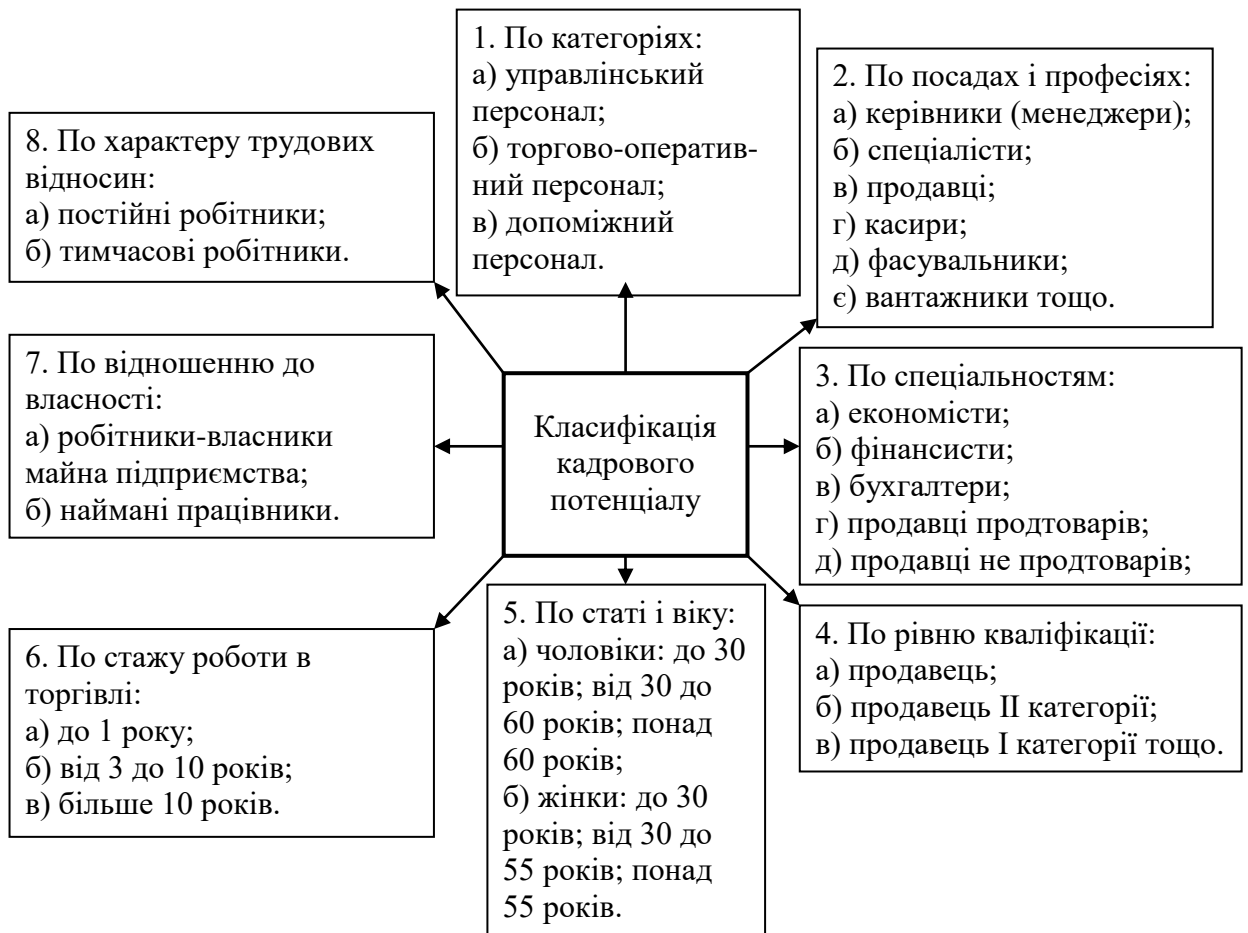 1. По категоріях:
а) управлінський
персонал;
б) торгово-оператив-
ний персонал;
в) допоміжний
персонал.
2. По посадах і професіях:
а) керівники (менеджери);
б) спеціалісти;
в) продавці;
г) касири;
д) фасувальники;
є) вантажники тощо.
8. По характеру трудових
відносин:
а) постійні робітники;
б) тимчасові робітники.
7. По відношенню до
власності:
а) робітники-власники
майна підприємства;
б) наймані працівники.
Класифікація
кадрового
потенціалу
3. По спеціальностям:
а) економісти;
б) фінансисти;
в) бухгалтери;
г) продавці продтоварів;
д) продавці не продтоварів;
6. По стажу роботи в
торгівлі:
а) до 1 року;
б) від 3 до 10 років;
в) більше 10 років.
5. По статі і віку:
а) чоловіки: до 30
років; від 30 до
60 років; понад
60 років;
б) жінки: до 30
років; від 30 до
55 років; понад
55 років.
4. По рівню кваліфікації:
а) продавець;
б) продавець II категорії;
в) продавець I категорії тощо.